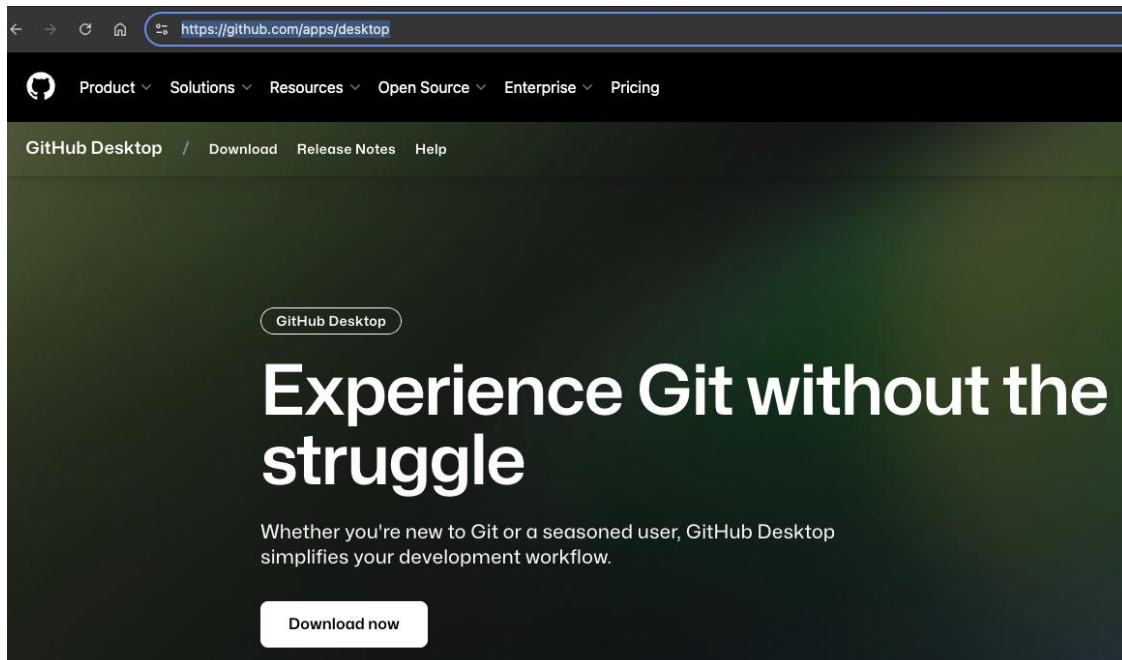 https://github.com/apps/desktop
Product Solutions Resources Open Source Enterprise Pricing
GitHub Desktop / Download Release Notes Help
GitHub Desktop
Experience Git without the
struggle
Whether you're new to Git or a seasoned user, GitHub Desktop
simplifies your development workflow.
Download now